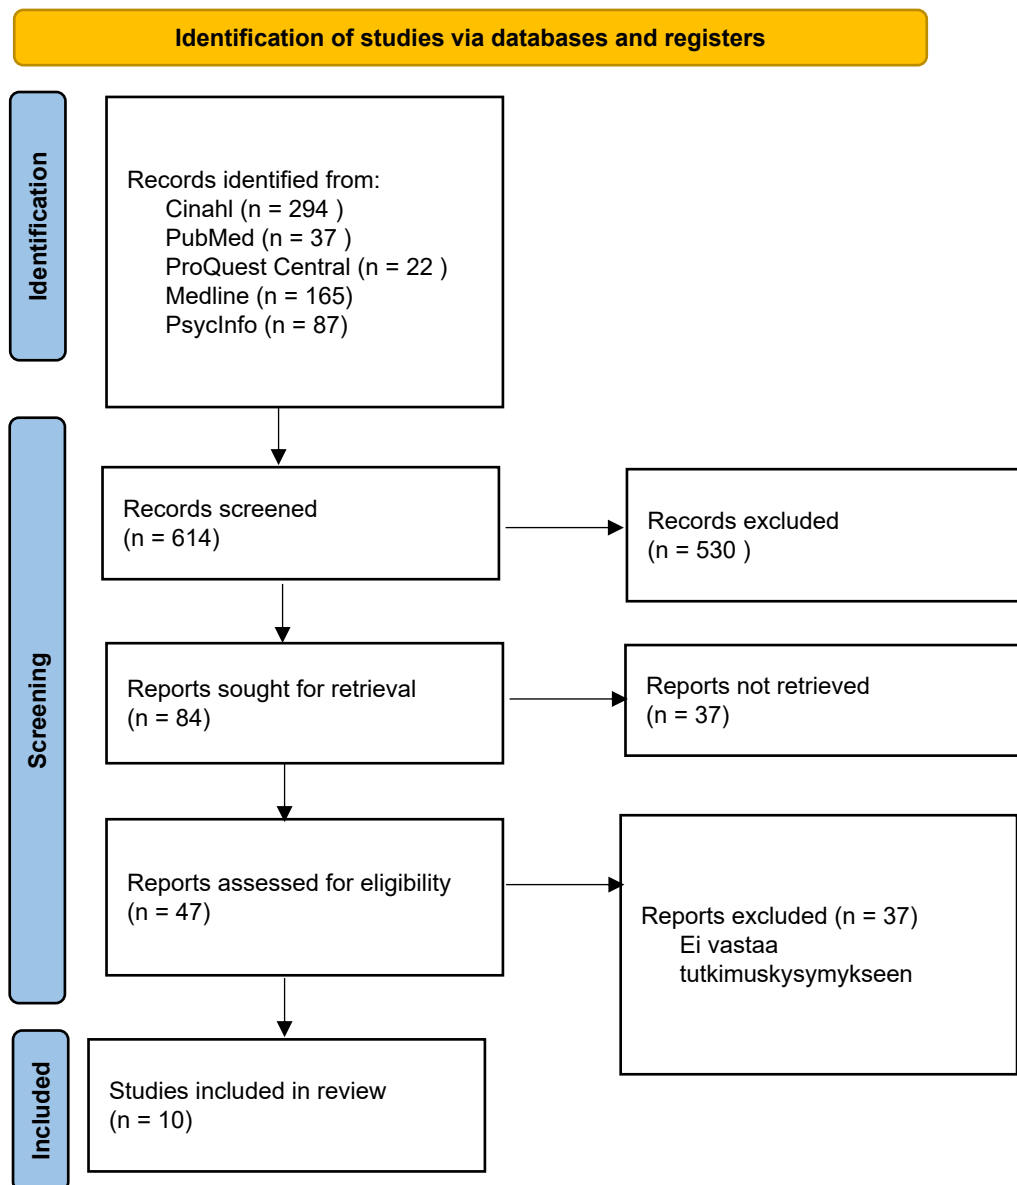 Identification of studies via databases and registers
Identification
Records identified from:
Cinahl (n = 294 )
PubMed (n = 37 )
ProQuest Central (n = 22 )
Medline (n = 165)
PsycInfo (n = 87)
Screening
Records screened
(n = 614)
Records excluded
(n = 530 )
Reports sought for retrieval
(n = 84)
Reports not retrieved
(n = 37)
Reports assessed for eligibility
(n = 47)
Reports excluded (n = 37)
Ei vastaa
tutkimuskysymykseen
Included
Studies included in review
(n = 10)